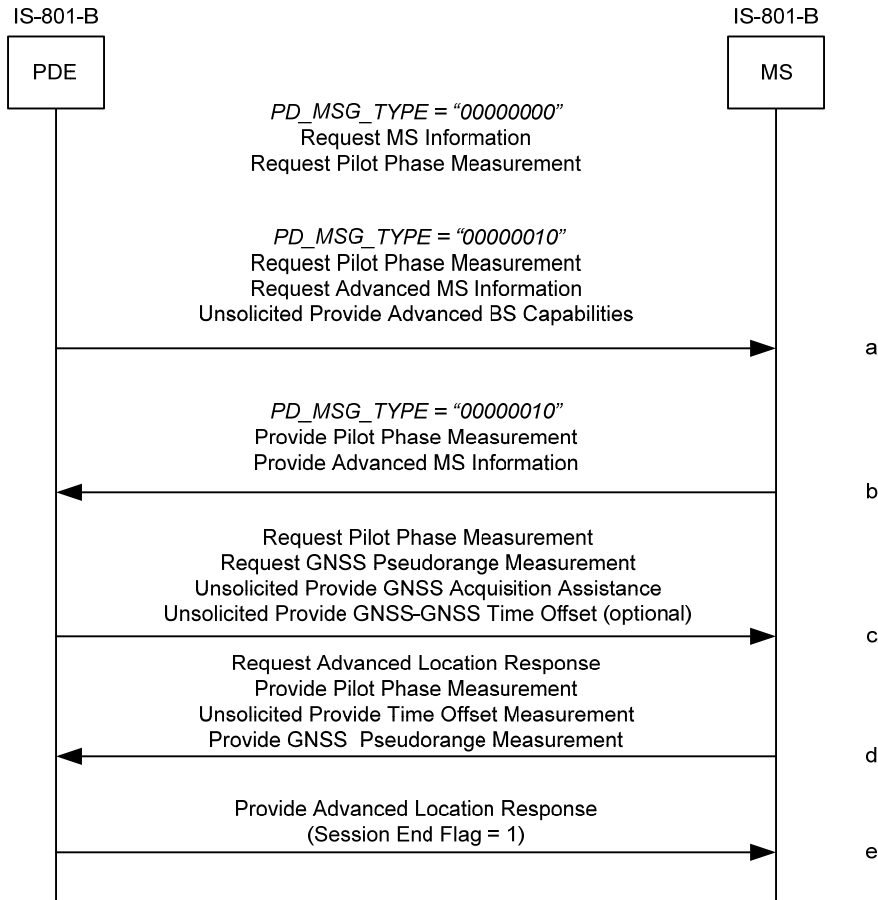 IS-801-B
IS-801-B
PDE
MS
PD_MSG_TYPE = “00000000”
Request MS Information
Request Pilot Phase Measurement
PD_MSG_TYPE = “00000010”
Request Pilot Phase Measurement
Request Advanced MS Information
Unsolicited Provide Advanced BS Capabilities
a
PD_MSG_TYPE = “00000010”
Provide Pilot Phase Measurement
Provide Advanced MS Information
b
Request Pilot Phase Measurement
Request GNSS Pseudorange Measurement
Unsolicited Provide GNSS Acquisition Assistance
Unsolicited Provide GNSS-GNSS Time Offset (optional)
c
Request Advanced Location Response
Provide Pilot Phase Measurement
Unsolicited Provide Time Offset Measurement
Provide GNSS Pseudorange Measurement
d
Provide Advanced Location Response
(Session End Flag = 1)
e